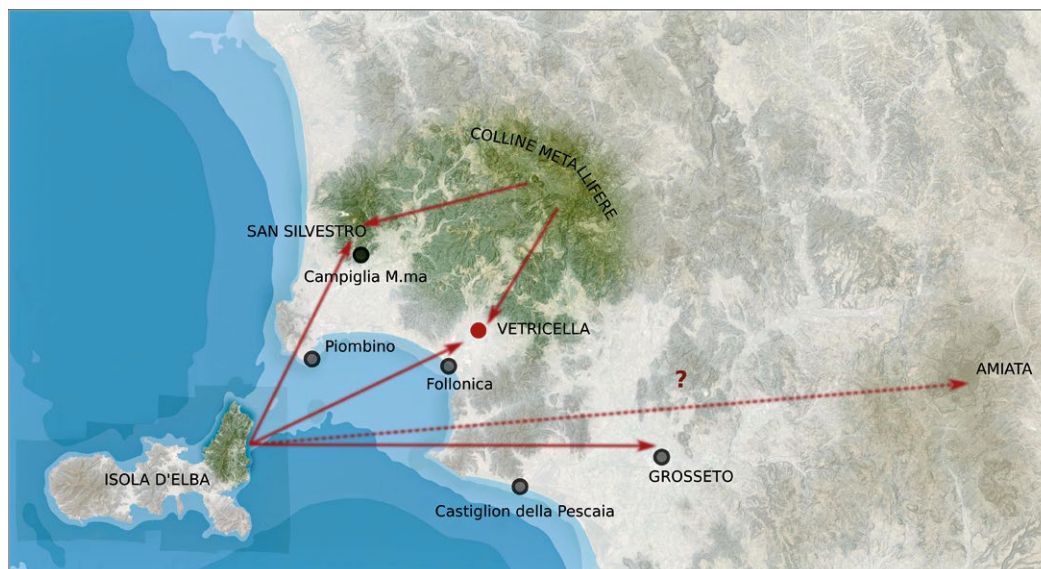 COLLINE METALLIFERE
SAN SILVESTRO
Campiglia M.ma
VETRICELLA
Piombino
Follonica
?
AMIATA
ISOLA D'ELBA
GROSSETO
Castiglion della Pescaia